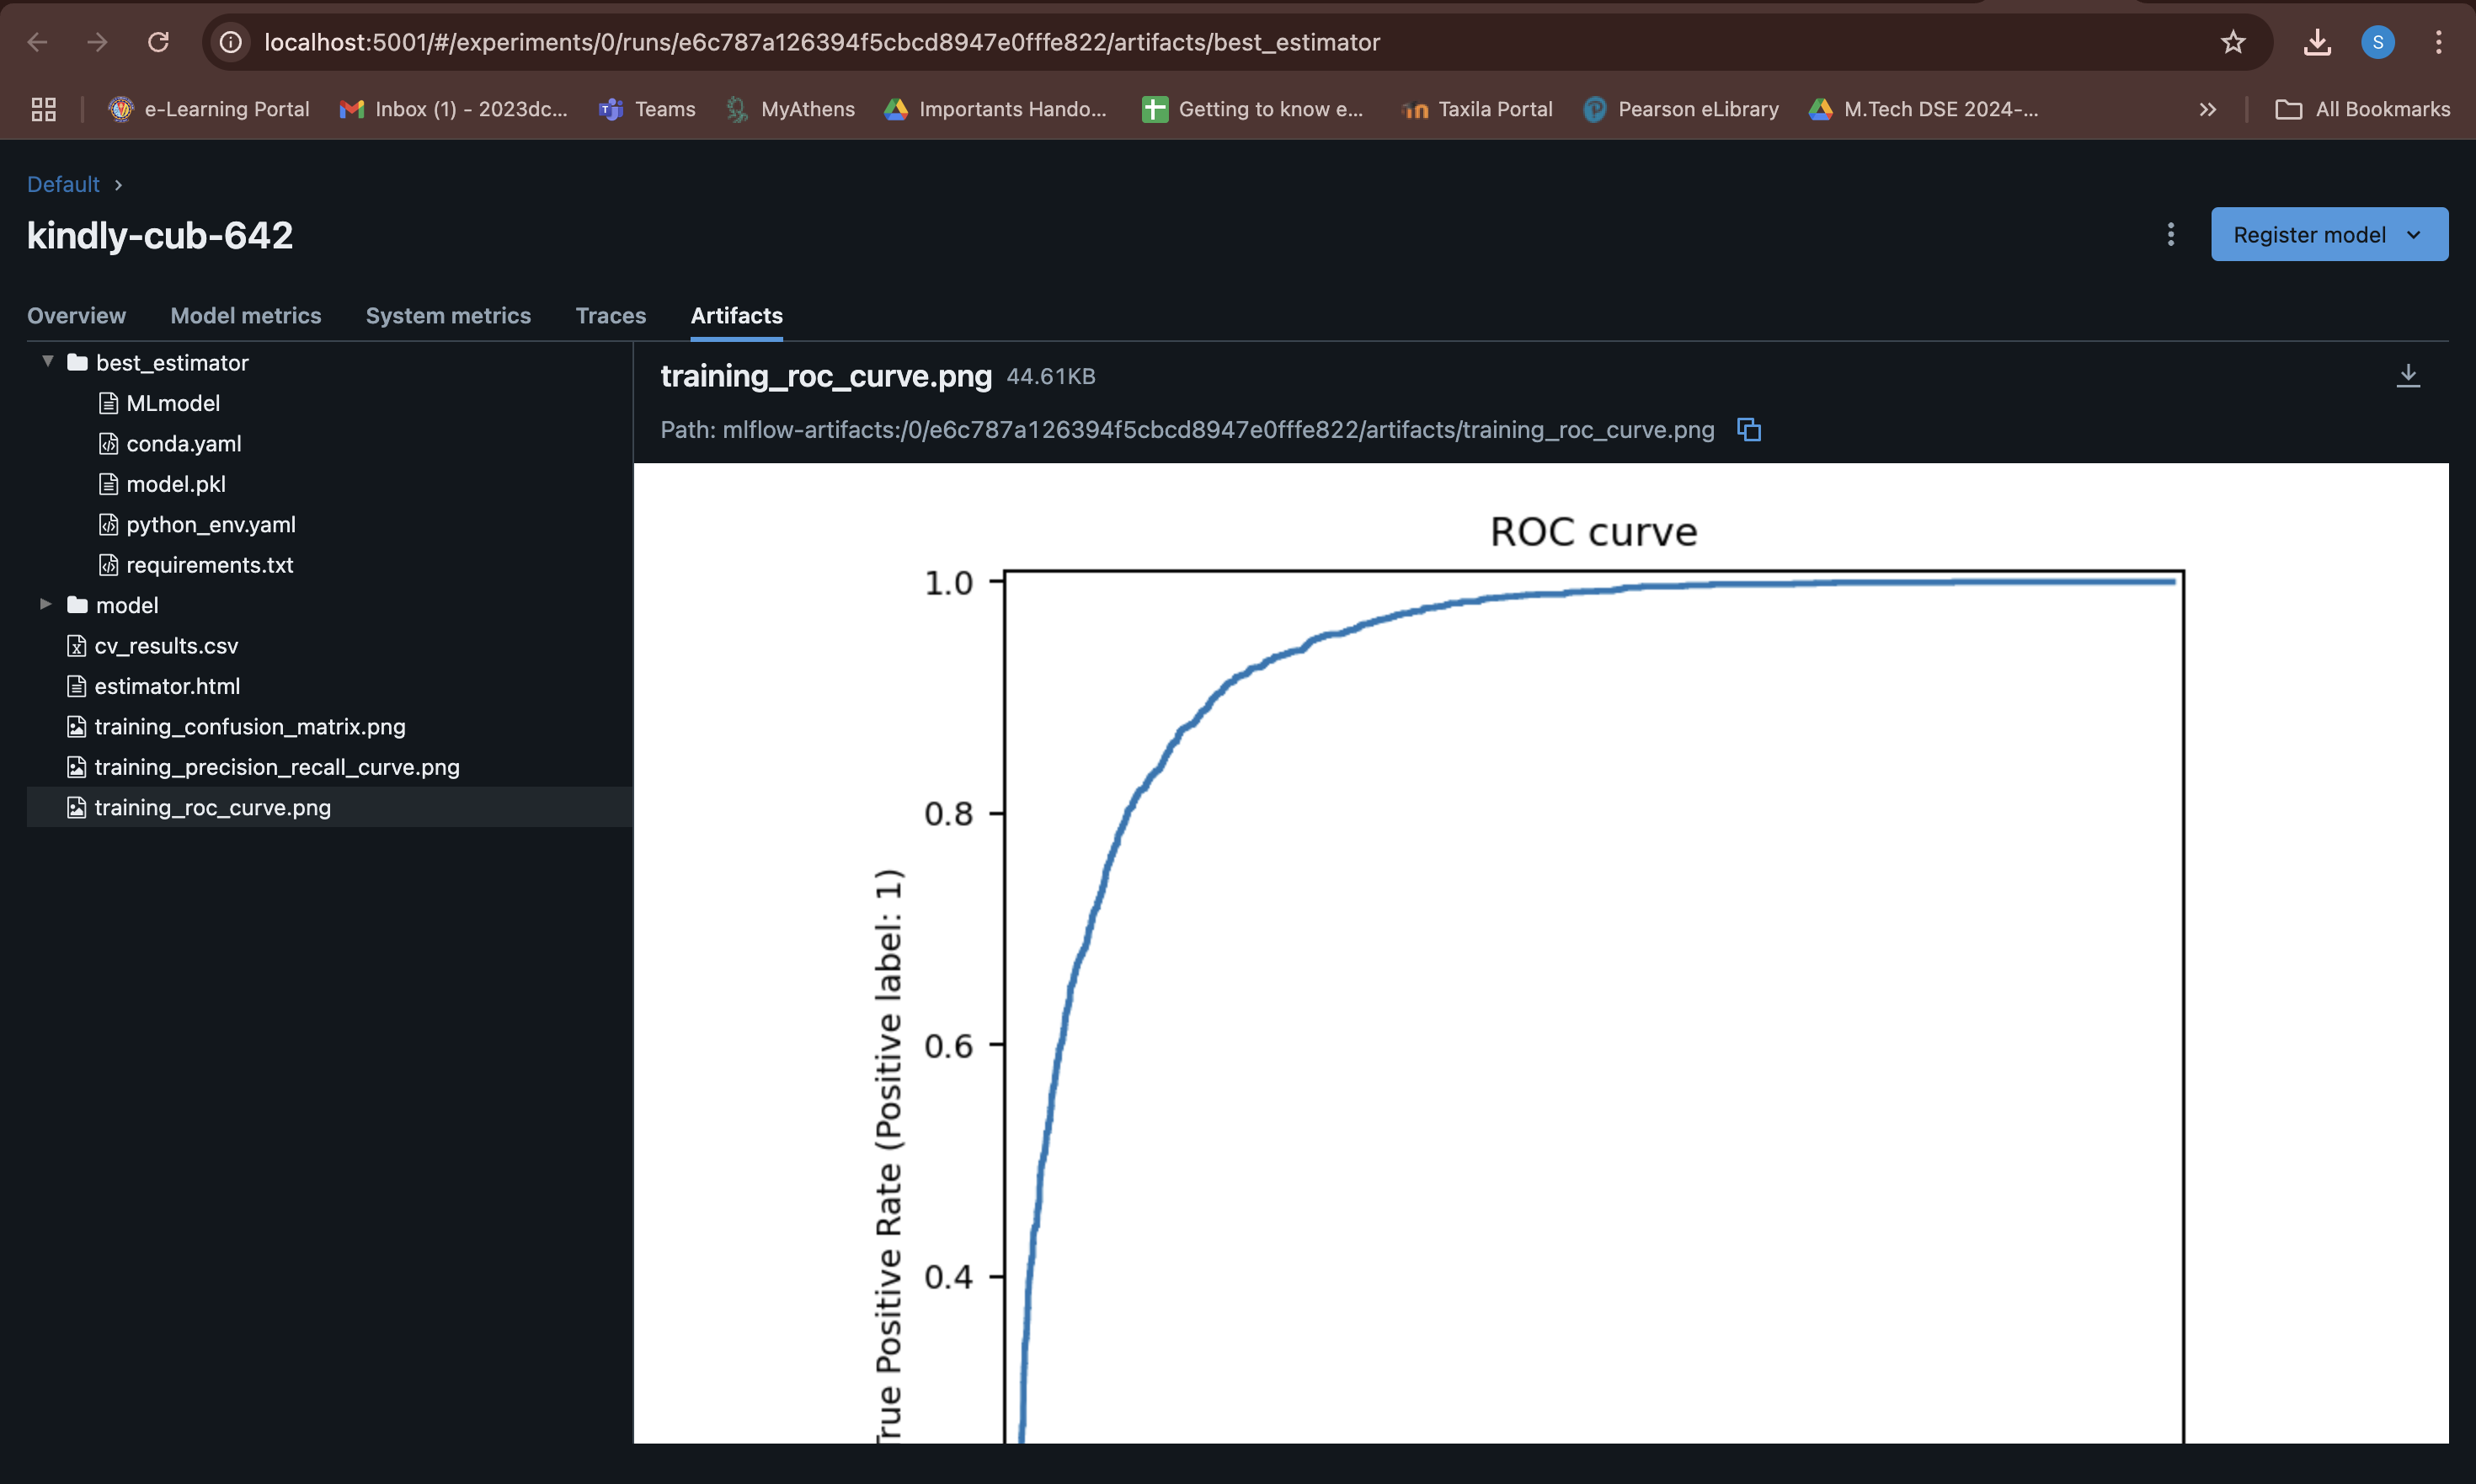 localhost:5001/#/experiments/0/runs/e6c787a126394f5cbcd8947e0fffe822/artifacts/best_estimator
S
e-Learning Portal
Inbox (1) - 2023dc...
Teams
MyAthens
Importants Hando...
Getting to know e...
Taxila Portal
Pearson eLibrary
M.Tech DSE 2024-...
All Bookmarks
Default
kindly-cub-642
Register model
Overview
Model metrics
System metrics
Traces
Artifacts
best_estimator
MLmodel
conda.yaml
model.pkl
python_env.yaml
requirements.txt
model
cv_results.csv
estimator.html
training_confusion_matrix.png
training_precision_recall_curve.png
training_roc_curve.png
training_roc_curve.png 44.61KB
Path: mlflow-artifacts:/0/e6c787a126394f5cbcd8947e0fffe822/artifacts/training_roc_curve.png
ROC curve
1.0
0.8
0.6
0.4
True Positive Rate (Positive label: 1)